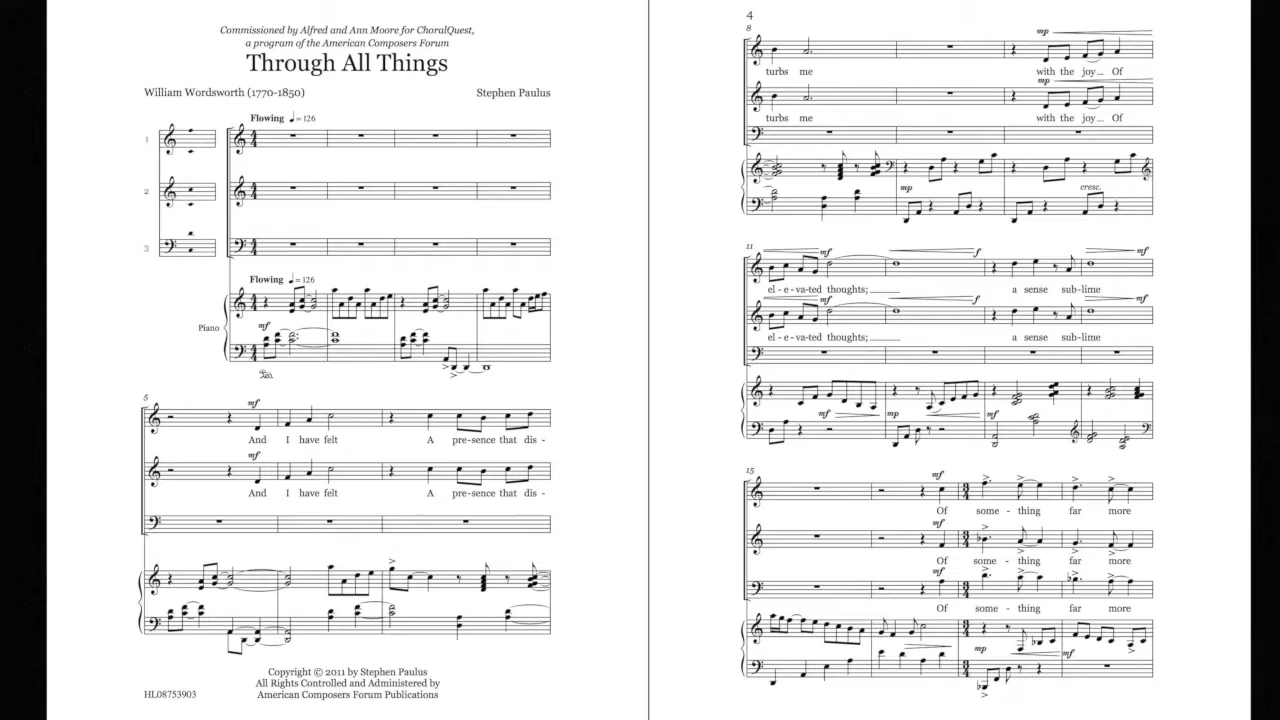 Commissioned by Alfred and Ann Moore for ChoralQuest,
a program of the American Composers Forum
Through All Things
William Wordsworth (1770-1850)
Stephen Paulus
Flowing ♩ = 126
1
2
3
Flowing ♩ = 126
Piano
mf
5
mf
And I have felt A pre-sence that dis -
mf
And I have felt A pre-sence that dis -
Copyright © 2011 by Stephen Paulus
All Rights Controlled and Administered by
HL08753903 American Composers Forum Publications
4
8
mp
turbs me with the joy Of
mp
turbs me with the joy Of
mp cresc.
11
mf f mf
el - e - va-ted thoughts; a sense sub-lime
mf f mf
el - e - va-ted thoughts; a sense sub-lime
mf mp mf
15
mf
Of some - thing far more
mf
Of some - thing far more
mf
Of some - thing far more
mp mf